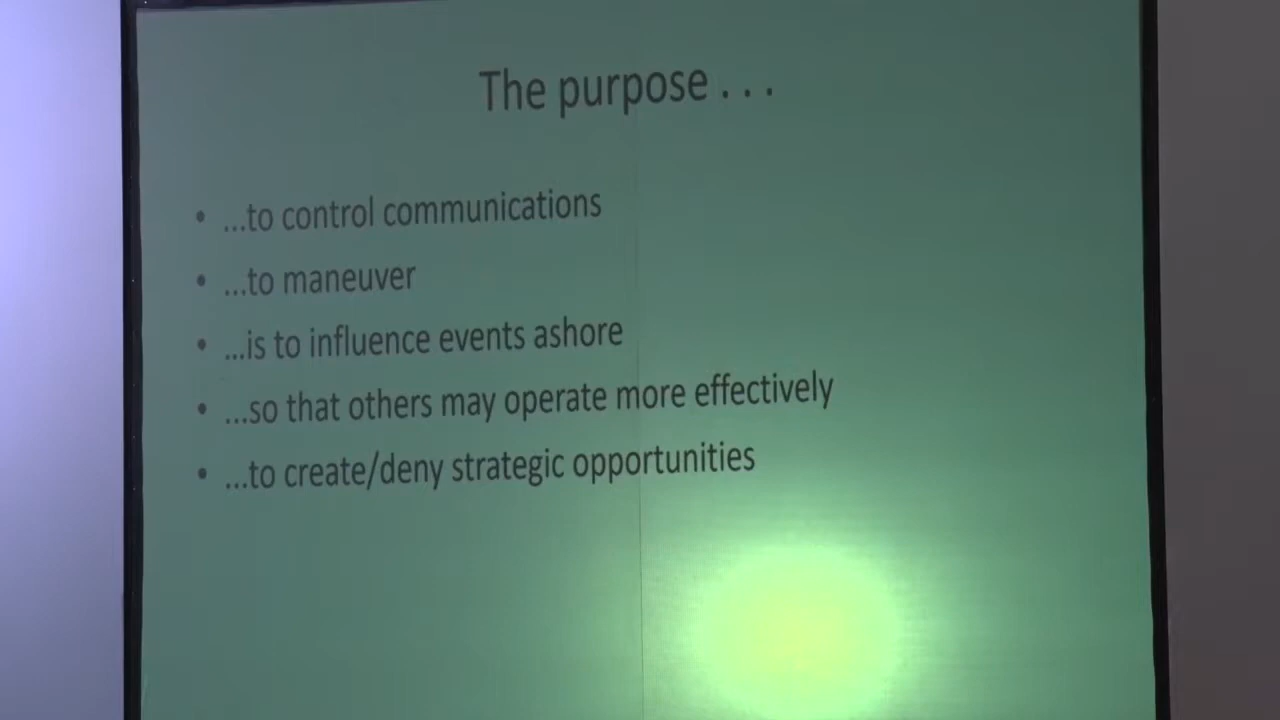 The purpose . . .
• ...to control communications
• ...to maneuver
• ...is to influence events ashore
• ...so that others may operate more effectively
• ...to create/deny strategic opportunities